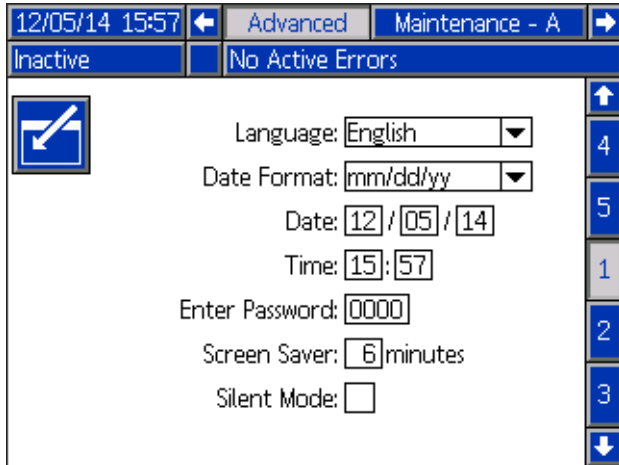 12/05/14 15:57 Advanced Maintenance - A
Inactive No Active Errors
Language: English
4
Date Format: mm/dd/yy
Date: 12 / 05 / 14
5
Time: 15 : 57
1
Enter Password: 0000
2
Screen Saver: 6 minutes
Silent Mode:
3